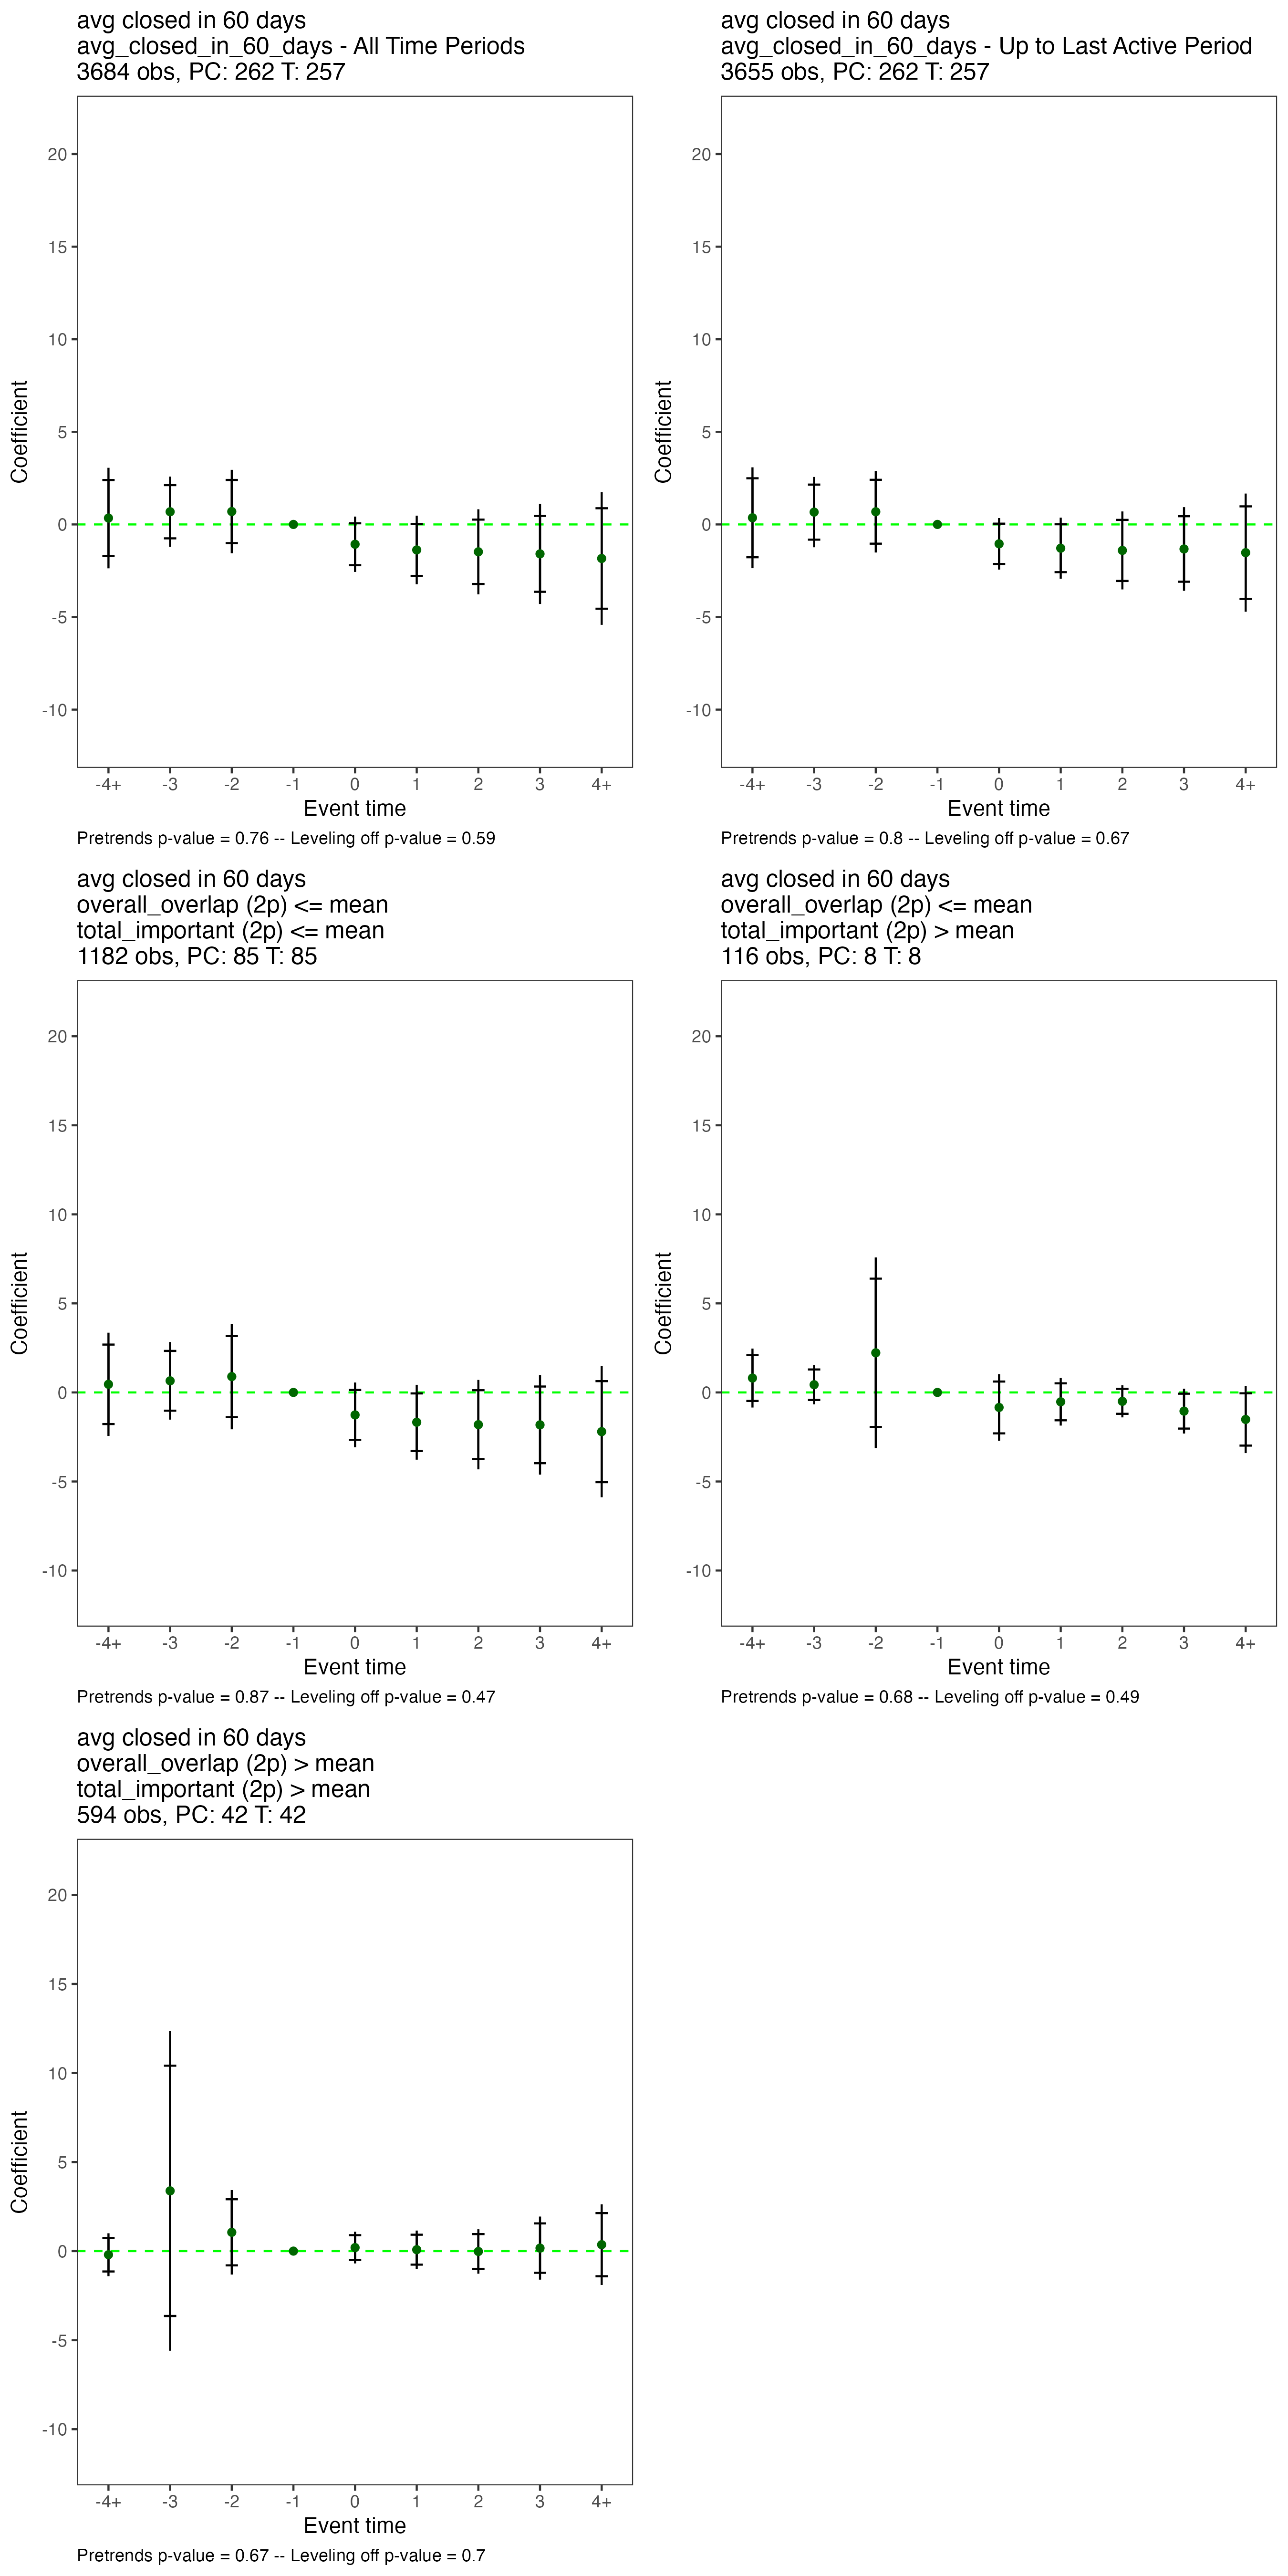 avg closed in 60 days
avg_closed_in_60_days - All Time Periods
3684 obs, PC: 262 T: 257
20
15
10
5
0
-5
-10
Coefficient
-4+ -3 -2 -1 0 1 2 3 4+
Event time
Pretrends p-value = 0.76 -- Leveling off p-value = 0.59
avg closed in 60 days
avg_closed_in_60_days - Up to Last Active Period
3655 obs, PC: 262 T: 257
20
15
10
5
0
-5
-10
Coefficient
-4+ -3 -2 -1 0 1 2 3 4+
Event time
Pretrends p-value = 0.8 -- Leveling off p-value = 0.67
avg closed in 60 days
overall_overlap (2p) <= mean
total_important (2p) <= mean
1182 obs, PC: 85 T: 85
20
15
10
5
0
-5
-10
Coefficient
-4+ -3 -2 -1 0 1 2 3 4+
Event time
Pretrends p-value = 0.87 -- Leveling off p-value = 0.47
avg closed in 60 days
overall_overlap (2p) <= mean
total_important (2p) > mean
116 obs, PC: 8 T: 8
20
15
10
5
0
-5
-10
Coefficient
-4+ -3 -2 -1 0 1 2 3 4+
Event time
Pretrends p-value = 0.68 -- Leveling off p-value = 0.49
avg closed in 60 days
overall_overlap (2p) > mean
total_important (2p) > mean
594 obs, PC: 42 T: 42
20
15
10
5
0
-5
-10
Coefficient
-4+ -3 -2 -1 0 1 2 3 4+
Event time
Pretrends p-value = 0.67 -- Leveling off p-value = 0.7